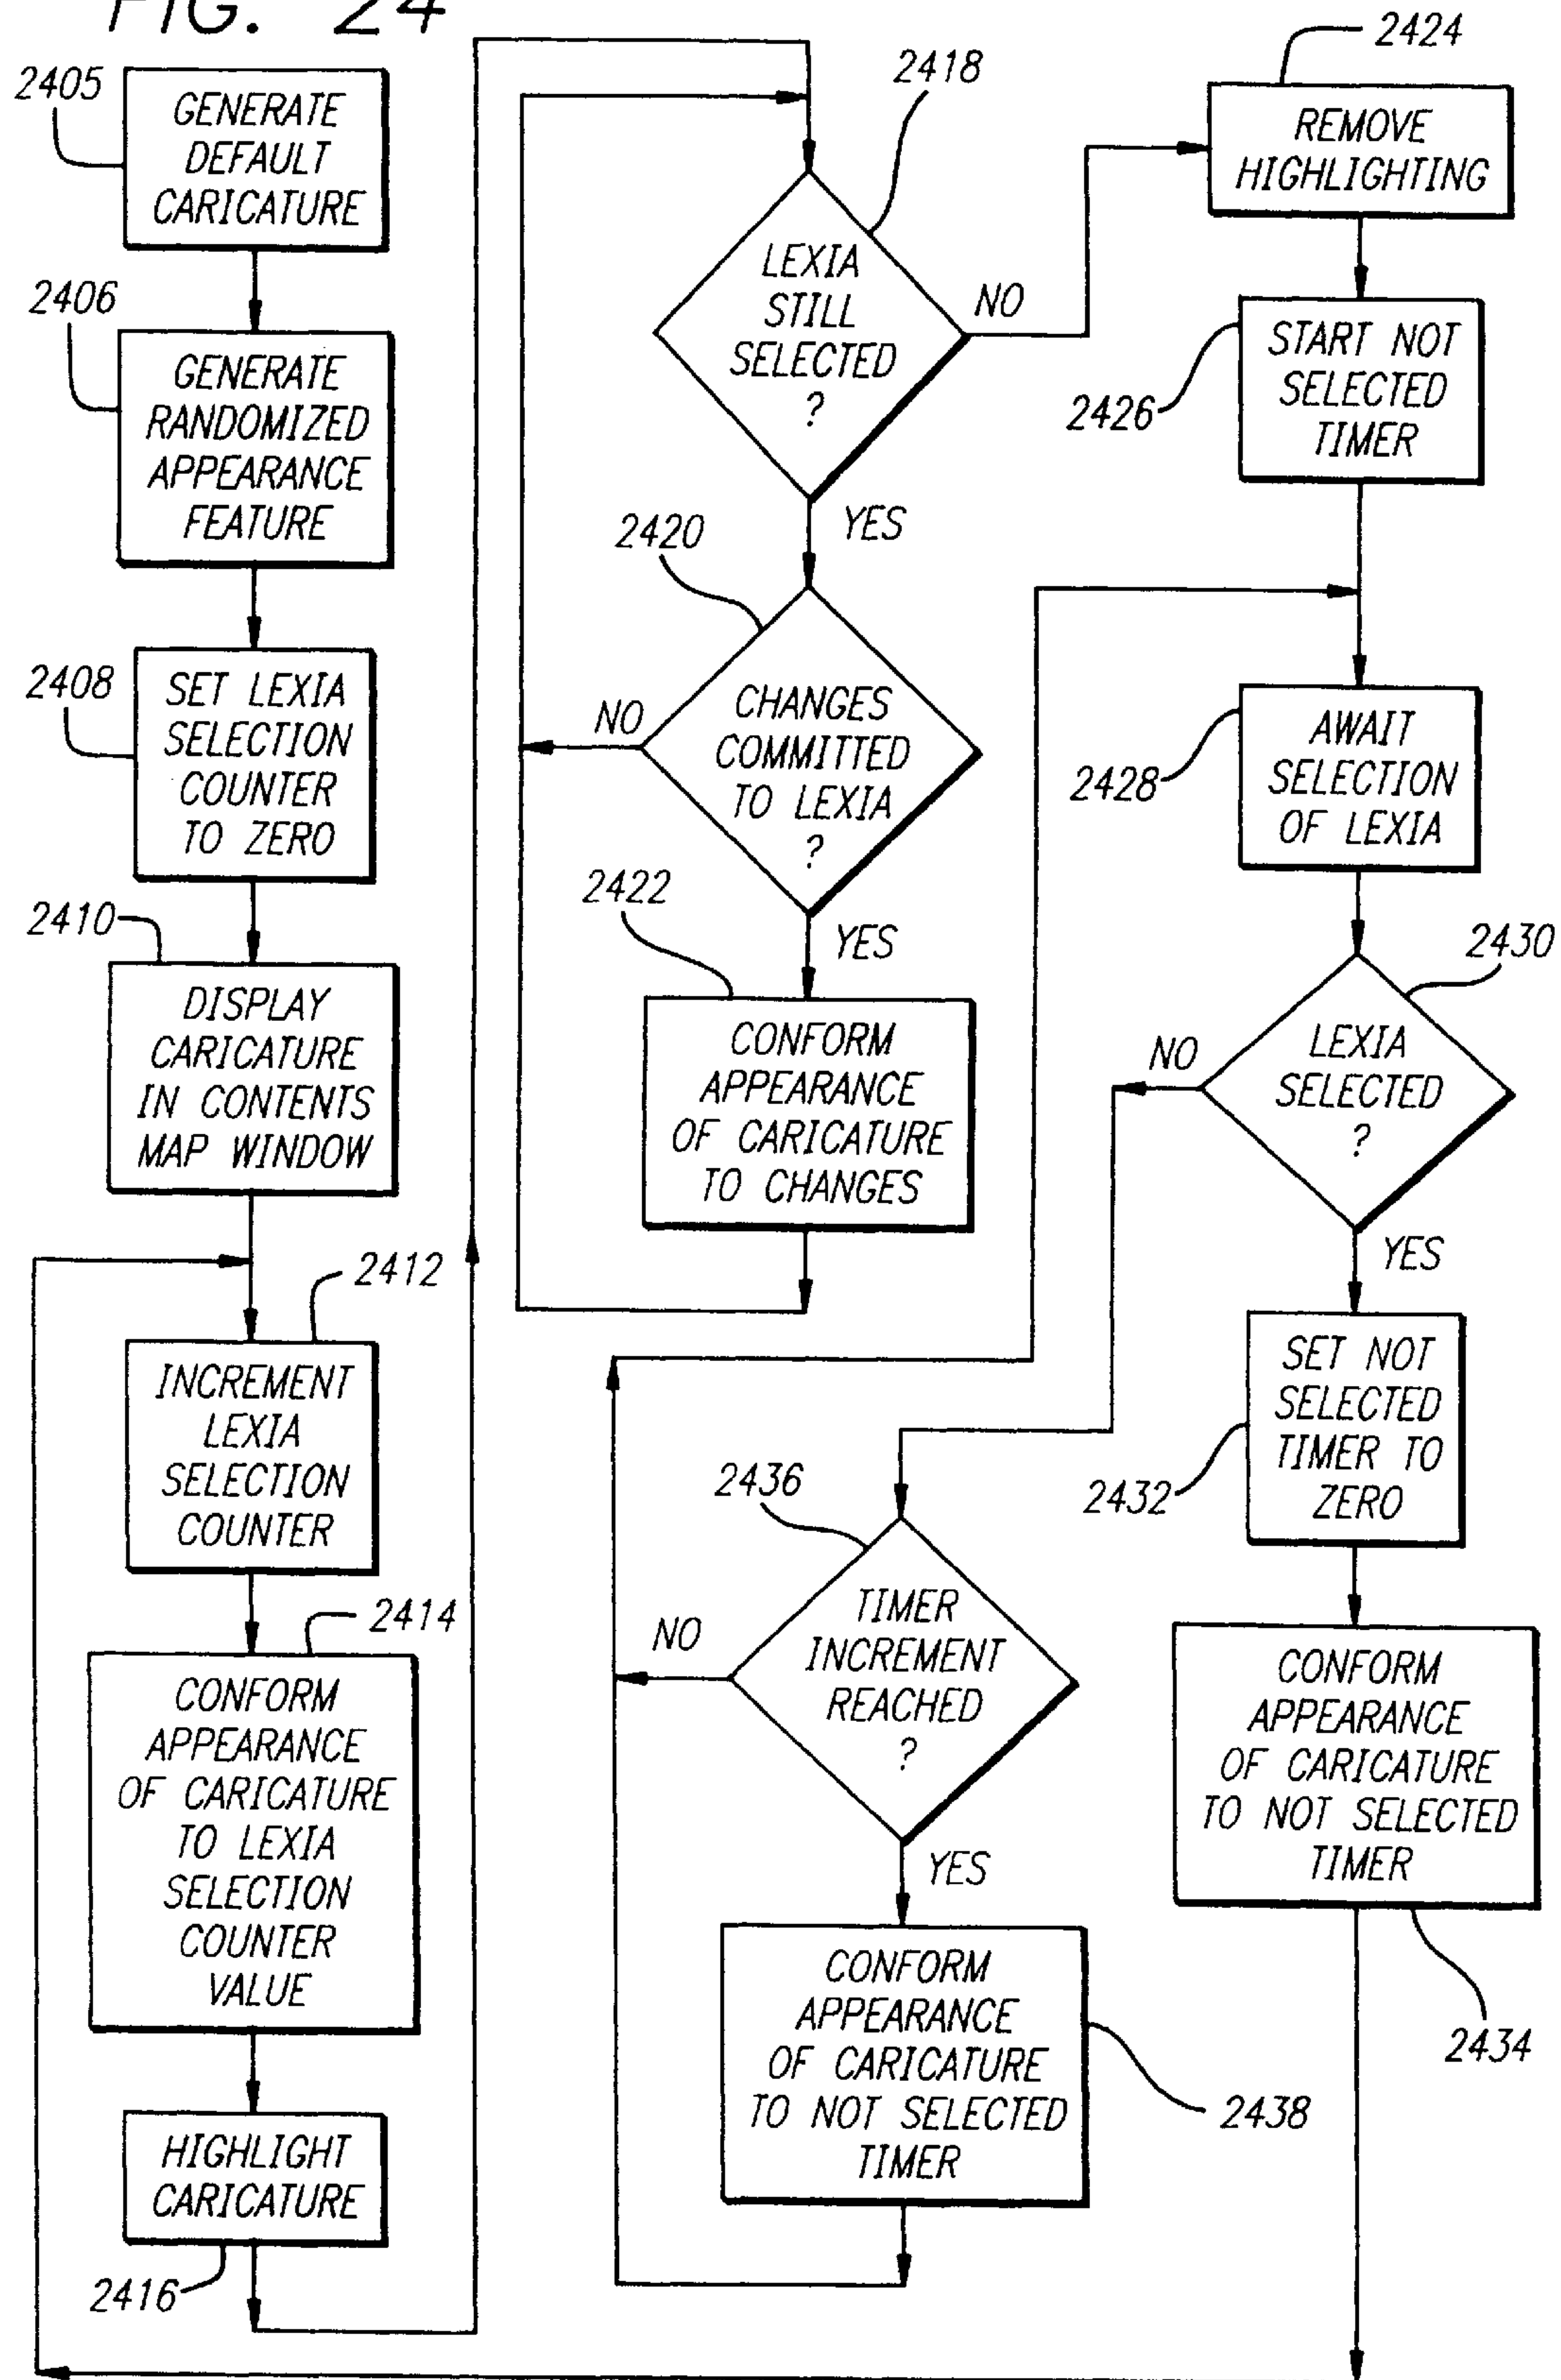 FIG. 24
2405
GENERATE
DEFAULT
CARICATURE
2406
GENERATE
RANDOMIZED
APPEARANCE
FEATURE
2408
SET LEXIA
SELECTION
COUNTER
TO ZERO
2410
DISPLAY
CARICATURE
IN CONTENTS
MAP WINDOW
2412
INCREMENT
LEXIA
SELECTION
COUNTER
2414
CONFORM
APPEARANCE
OF CARICATURE
TO LEXIA
SELECTION
COUNTER
VALUE
HIGHLIGHT
CARICATURE
2416
2418
LEXIA
STILL
SELECTED
?
NO
YES
2420
CHANGES
COMMITTED
TO LEXIA
?
NO
YES
2422
CONFORM
APPEARANCE
OF CARICATURE
TO CHANGES
2424
REMOVE
HIGHLIGHTING
START NOT
SELECTED
TIMER
2426
AWAIT
SELECTION
OF LEXIA
2428
2430
LEXIA
SELECTED
?
NO
YES
SET NOT
SELECTED
TIMER TO
ZERO
2432
CONFORM
APPEARANCE
OF CARICATURE
TO NOT SELECTED
TIMER
2434
2436
TIMER
INCREMENT
REACHED
?
NO
YES
CONFORM
APPEARANCE
OF CARICATURE
TO NOT SELECTED
TIMER
2438